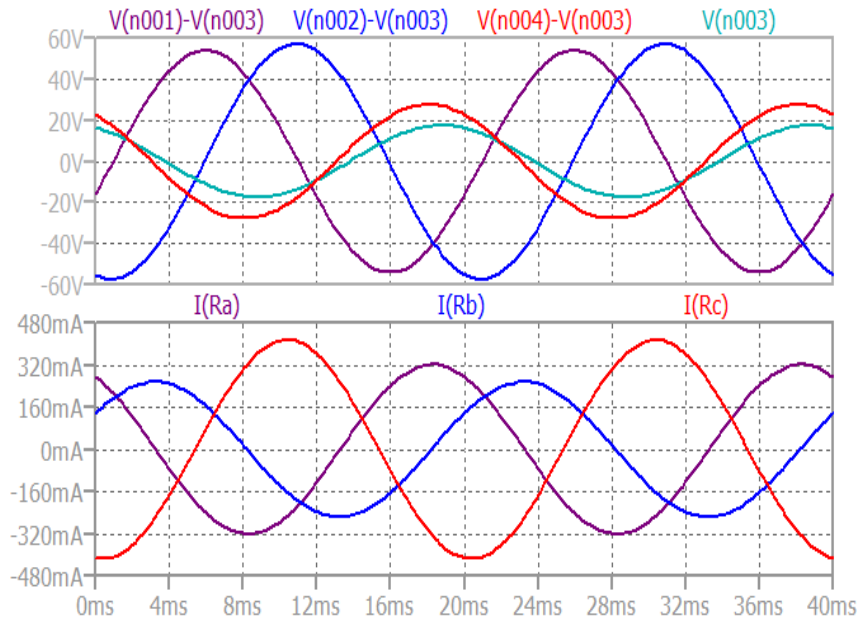 V(n001)-V(n003) V(n002)-V(n003) V(n004)-V(n003) V(n003)
60V
40V
20V
0V
-20V
-40V
-60V
I(Ra) I(Rb) I(Rc)
480mA
320mA
160mA
0mA
-160mA
-320mA
-480mA
0ms 4ms 8ms 12ms 16ms 20ms 24ms 28ms 32ms 36ms 40ms